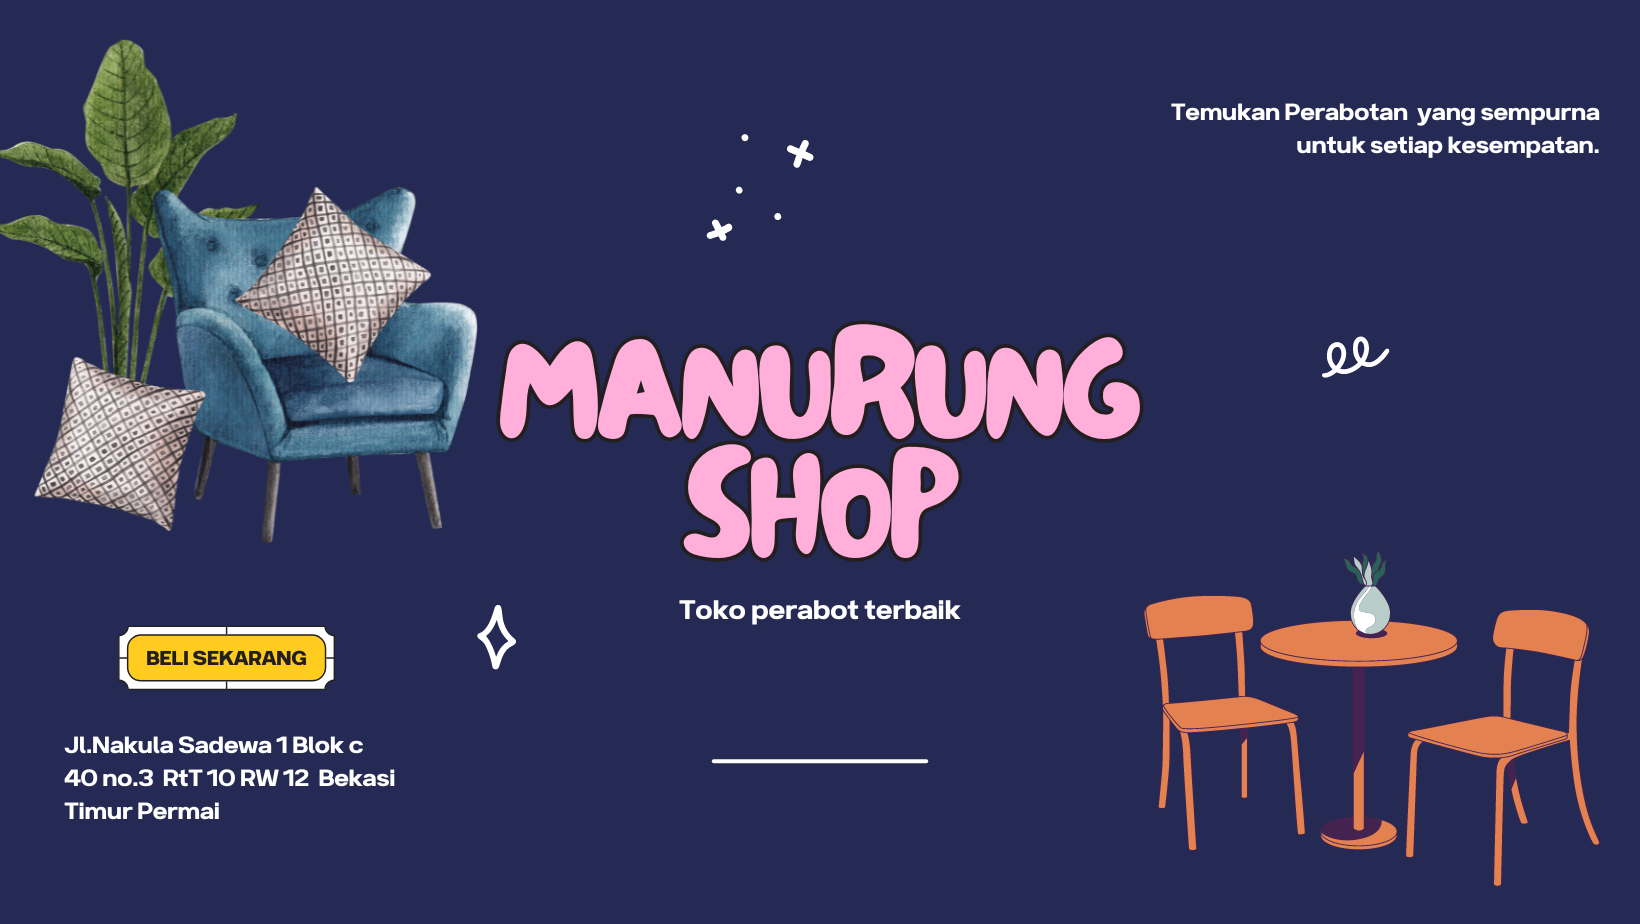 Temukan Perabotan yang sempurna
untuk setiap kesempatan.
MANURUNG
SHOP
Toko perabot terbaik
BELI SEKARANG
Jl.Nakula Sadewa 1 Blok c
40 no.3 RtT 10 RW 12 Bekasi
Timur Permai